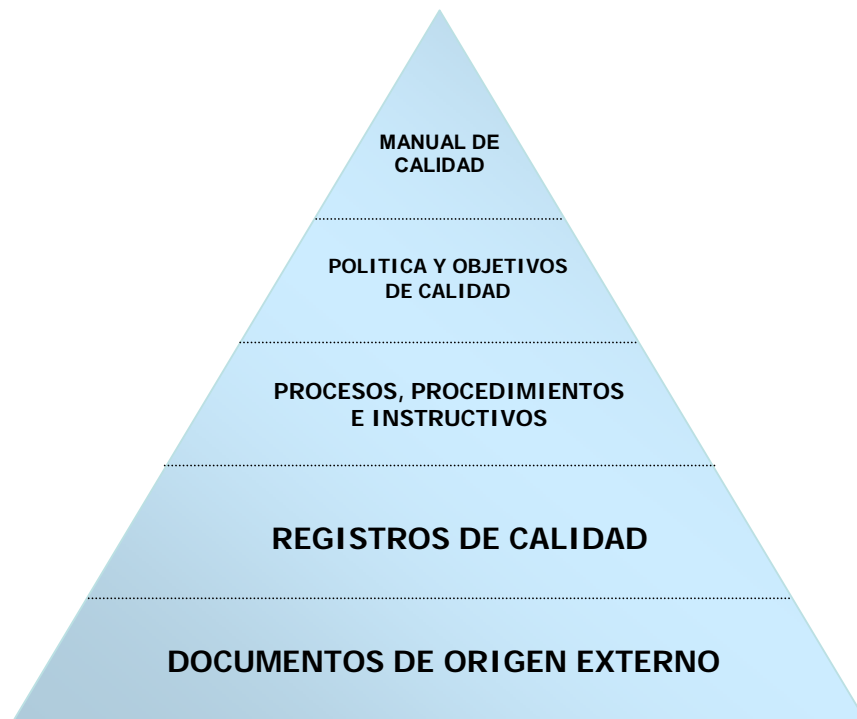 MANUAL DE
CALIDAD
POLITICA Y OBJETIVOS
DE CALIDAD
PROCESOS, PROCEDIMIENTOS
E INSTRUCTIVOS
REGISTROS DE CALIDAD
DOCUMENTOS DE ORIGEN EXTERNO